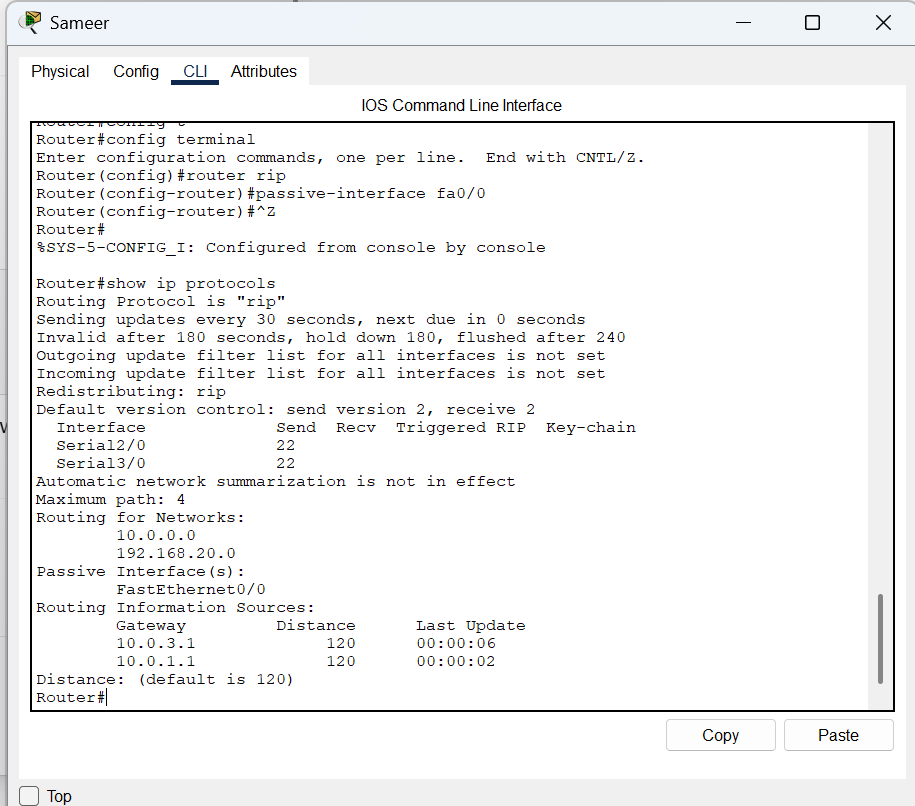 Sameer
Physical Config CLI Attributes
IOS Command Line Interface
Router#config terminal
Enter configuration commands, one per line.  End with CNTL/Z.
Router(config)#router rip
Router(config-router)#passive-interface fa0/0
Router(config-router)#^Z
Router#
%SYS-5-CONFIG_I: Configured from console by console
Router#show ip protocols
Routing Protocol is "rip"
Sending updates every 30 seconds, next due in 0 seconds
Invalid after 180 seconds, hold down 180, flushed after 240
Outgoing update filter list for all interfaces is not set
Incoming update filter list for all interfaces is not set
Redistributing: rip
Default version control: send version 2, receive 2
  Interface             Send  Recv  Triggered RIP  Key-chain
  Serial2/0             22
  Serial3/0             22
Automatic network summarization is not in effect
Maximum path: 4
Routing for Networks:
        10.0.0.0
        192.168.20.0
Passive Interface(s):
        FastEthernet0/0
Routing Information Sources:
        Gateway         Distance      Last Update
        10.0.3.1             120      00:00:06
        10.0.1.1             120      00:00:02
Distance: (default is 120)
Router#
Copy Paste
Top